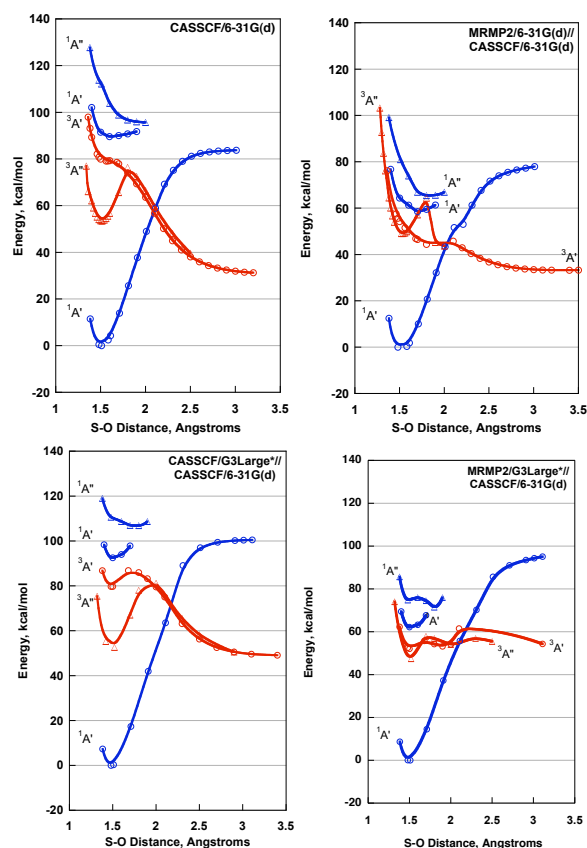 CASSCF/6-31G(d)
140
120
100
80
60
40
20
0
-20
Energy, kcal/mol
¹A"
¹A'
³A'
³A"
¹A'
1
1.5
2
2.5
3
3.5
S-O Distance, Angstroms
MRMP2/6-31G(d)//
CASSCF/6-31G(d)
140
120
100
80
60
40
20
0
-20
Energy, kcal/mol
³A"
¹A"
¹A'
³A'
¹A'
1
1.5
2
2.5
3
3.5
S-O Distance, Angstroms
CASSCF/G3Large*//
CASSCF/6-31G(d)
140
120
100
80
60
40
20
0
-20
Energy, kcal/mol
¹A"
¹A'
³A'
³A"
¹A'
1
1.5
2
2.5
3
3.5
S-O Distance, Angstroms
MRMP2/G3Large*//
CASSCF/6-31G(d)
140
120
100
80
60
40
20
0
-20
Energy, kcal/mol
¹A"
A'
³A"
³A'
¹A'
1
1.5
2
2.5
3
3.5
S-O Distance, Angstroms